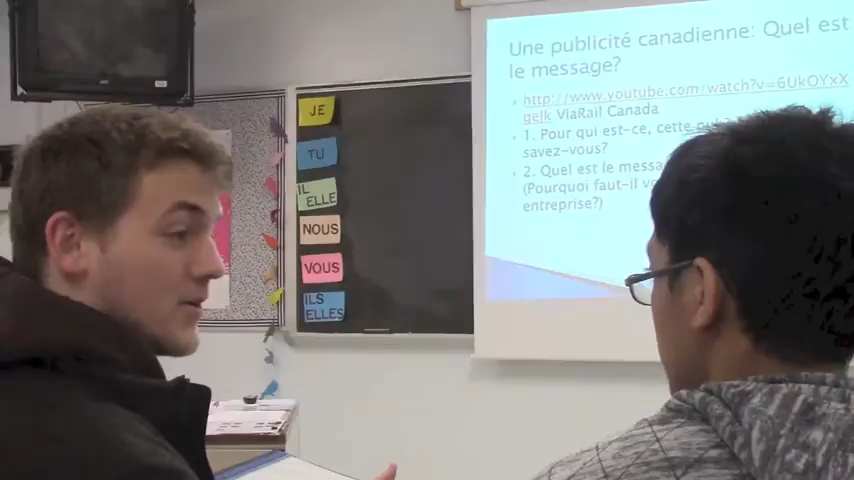 JE
TU
IL
ELLE
NOUS
VOUS
ILS
ELLES
Une publicité canadienne: Quel est
le message?
http://www.youtube.com/watch?v=6UkOYxX
gelk ViaRail Canada
1. Pour qui est-ce, cette
savez-vous?
2. Quel est le messa
(Pourquoi faut-il v
entreprise?)